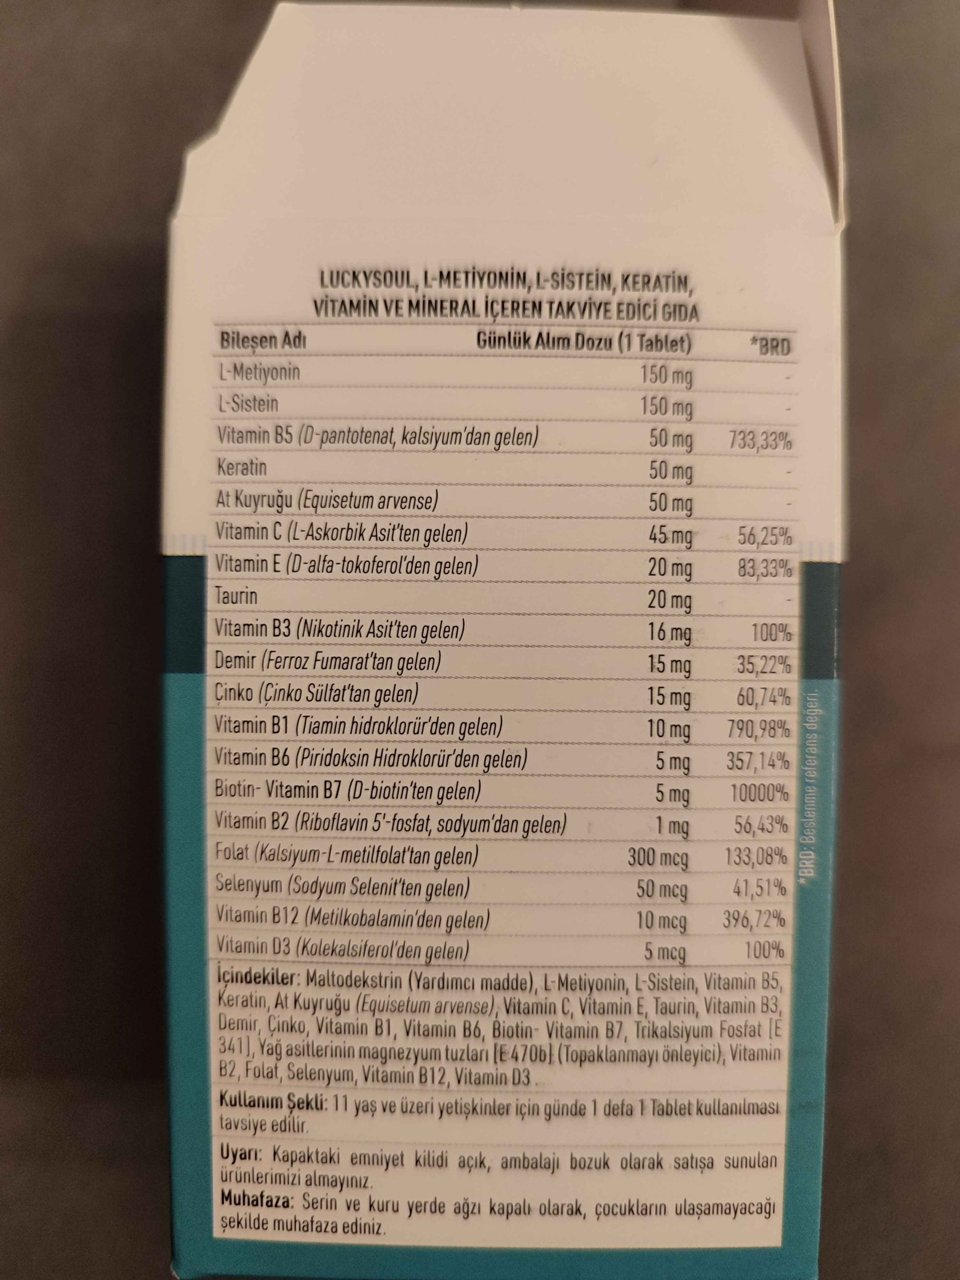 LUCKYSOUL, L-METİYONİN, L-SİSTEİN, KERATİN,
VİTAMİN VE MİNERAL İÇEREN TAKVİYE EDİCİ GIDA
Bileşen Adı Günlük Alım Dozu (1 Tablet) *BRD
L-Metiyonin 150 mg -
L-Sistein 150 mg -
Vitamin B5 (D-pantotenat, kalsiyum'dan gelen) 50 mg 733,33%
Keratin 50 mg -
At Kuyruğu (Equisetum arvense) 50 mg -
Vitamin C (L-Askorbik Asit'ten gelen) 45 mg 56,25%
Vitamin E (D-alfa-tokoferol'den gelen) 20 mg 83,33%
Taurin 20 mg -
Vitamin B3 (Nikotinik Asit'ten gelen) 16 mg 100%
Demir (Ferroz Fumarat'tan gelen) 15 mg 35,22%
Çinko (Çinko Sülfat'tan gelen) 15 mg 60,74%
Vitamin B1 (Tiamin hidroklorür'den gelen) 10 mg 790,98%
Vitamin B6 (Piridoksin Hidroklorür'den gelen) 5 mg 357,14%
Biotin- Vitamin B7 (D-biotin'ten gelen) 5 mg 10000%
Vitamin B2 (Riboflavin 5'-fosfat, sodyum'dan gelen) 1 mg 56,43%
Folat (Kalsiyum-L-metilfolat'tan gelen) 300 mcg 133,08%
Selenyum (Sodyum Selenit'ten gelen) 50 mcg 41,51%
Vitamin B12 (Metilkobalamin'den gelen) 10 mcg 396,72%
Vitamin D3 (Kolekalsiferol'den gelen) 5 mcg 100%
*BRD: Beslenme referans değeri.
İçindekiler: Maltodekstrin (Yardımcı madde), L-Metiyonin, L-Sistein, Vitamin B5,
Keratin, At Kuyruğu (Equisetum arvense), Vitamin C, Vitamin E, Taurin, Vitamin B3,
Demir, Çinko, Vitamin B1, Vitamin B6, Biotin- Vitamin B7, Trikalsiyum Fosfat [E
341], Yağ asitlerinin magnezyum tuzları [E 470b] (Topaklanmayı önleyici), Vitamin
B2, Folat, Selenyum, Vitamin B12, Vitamin D3 .
Kullanım Şekli: 11 yaş ve üzeri yetişkinler için günde 1 defa 1 Tablet kullanılması
tavsiye edilir.
Uyarı: Kapaktaki emniyet kilidi açık, ambalajı bozuk olarak satışa sunulan
ürünlerimizi almayınız.
Muhafaza: Serin ve kuru yerde ağzı kapalı olarak, çocukların ulaşamayacağı
şekilde muhafaza ediniz.